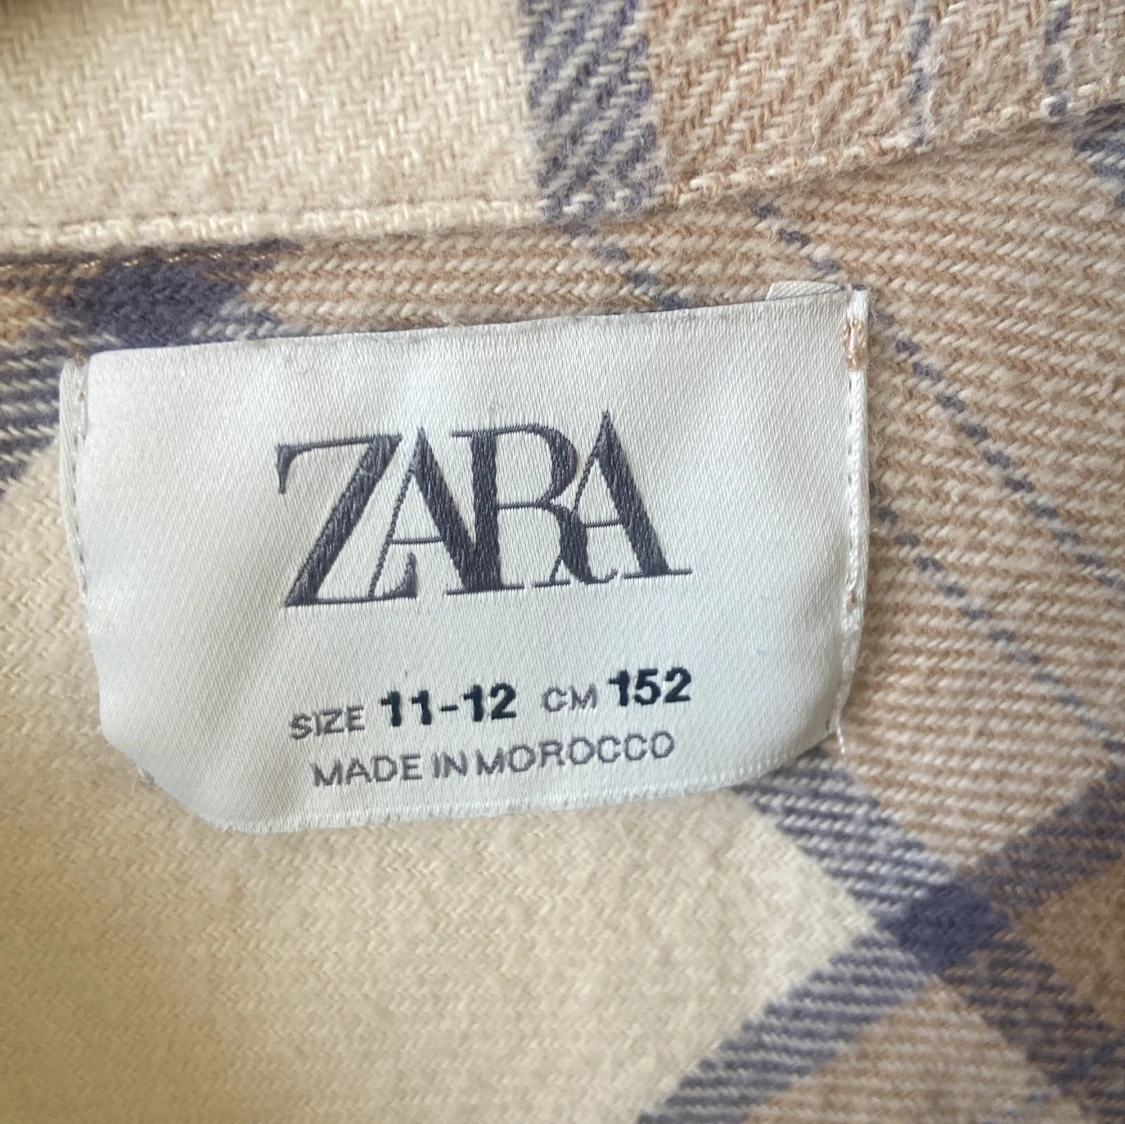 ZARA
SIZE 11-12 CM 152
MADE IN MOROCCO